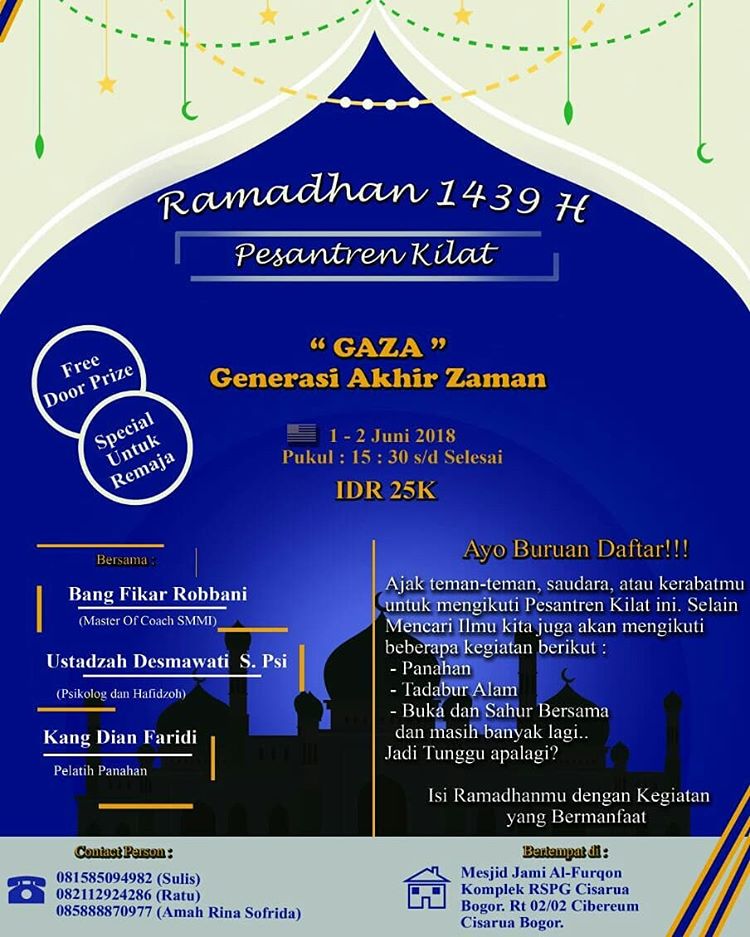 Ramadhan 1439 H
Pesantren Kilat
Free
Door Prize
Special
Untuk
Remaja
“ GAZA ”
Generasi Akhir Zaman
1 - 2 Juni 2018
Pukul : 15 : 30 s/d Selesai
IDR 25K
Bersama :
Bang Fikar Robbani
(Master Of Coach SMMI)
Ustadzah Desmawati S. Psi
(Psikolog dan Hafidzoh)
Kang Dian Faridi
Pelatih Panahan
Ayo Buruan Daftar!!!
Ajak teman-teman, saudara, atau kerabatmu
untuk mengikuti Pesantren Kilat ini. Selain
Mencari Ilmu kita juga akan mengikuti
beberapa kegiatan berikut :
- Panahan
- Tadabur Alam
- Buka dan Sahur Bersama
dan masih banyak lagi..
Jadi Tunggu apalagi?
Isi Ramadhanmu dengan Kegiatan
yang Bermanfaat
Contact Person :
081585094982 (Sulis)
082112924286 (Ratu)
085888870977 (Amah Rina Sofrida)
Bertempat di :
Mesjid Jami Al-Furqon
Komplek RSPG Cisarua
Bogor. Rt 02/02 Cibereum
Cisarua Bogor.